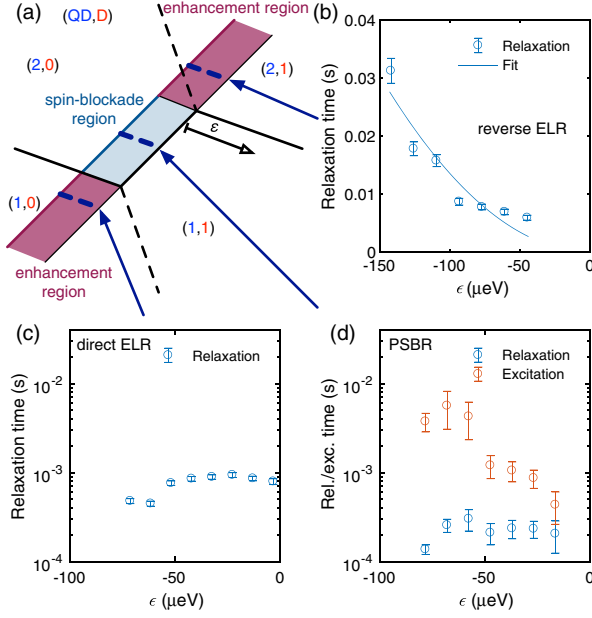 (a)
(QD,D)
enhancement region
(2,0)
(2,1)
spin-blockade
region
ε
(1,0)
(1,1)
enhancement
region
(b)
0.04
0.03
0.02
0.01
0
Relaxation time (s)
Relaxation
Fit
reverse ELR
-150
-100
-50
0
ϵ (μeV)
(c)
direct ELR
Relaxation
Relaxation time (s)
10⁻²
10⁻³
10⁻⁴
-100
-50
0
ϵ (μeV)
(d)
PSBR
Relaxation
Excitation
Rel./exc. time (s)
10⁻²
10⁻³
10⁻⁴
-100
-50
0
ϵ (μeV)